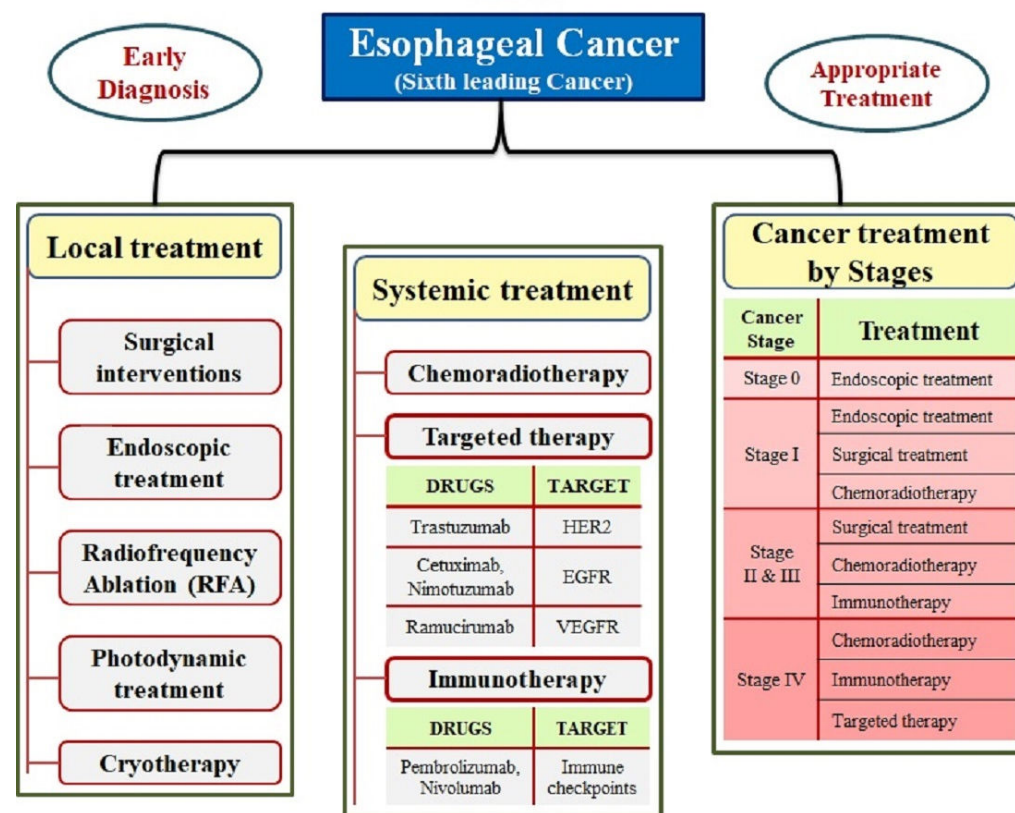 Esophageal Cancer
(Sixth leading Cancer)
Early
Diagnosis
Appropriate
Treatment
Local treatment
Surgical
interventions
Endoscopic
treatment
Radiofrequency
Ablation (RFA)
Photodynamic
treatment
Cryotherapy
Systemic treatment
Chemoradiotherapy
Targeted therapy
DRUGS TARGET
Trastuzumab HER2
Cetuximab,
Nimotuzumab EGFR
Ramucirumab VEGFR
Immunotherapy
DRUGS TARGET
Pembrolizumab, Immune
Nivolumab checkpoints
Cancer treatment
by Stages
Cancer
Stage Treatment
Stage 0 Endoscopic treatment
Stage I Endoscopic treatment
Surgical treatment
Chemoradiotherapy
Stage
II & III Surgical treatment
Chemoradiotherapy
Immunotherapy
Stage IV Chemoradiotherapy
Immunotherapy
Targeted therapy